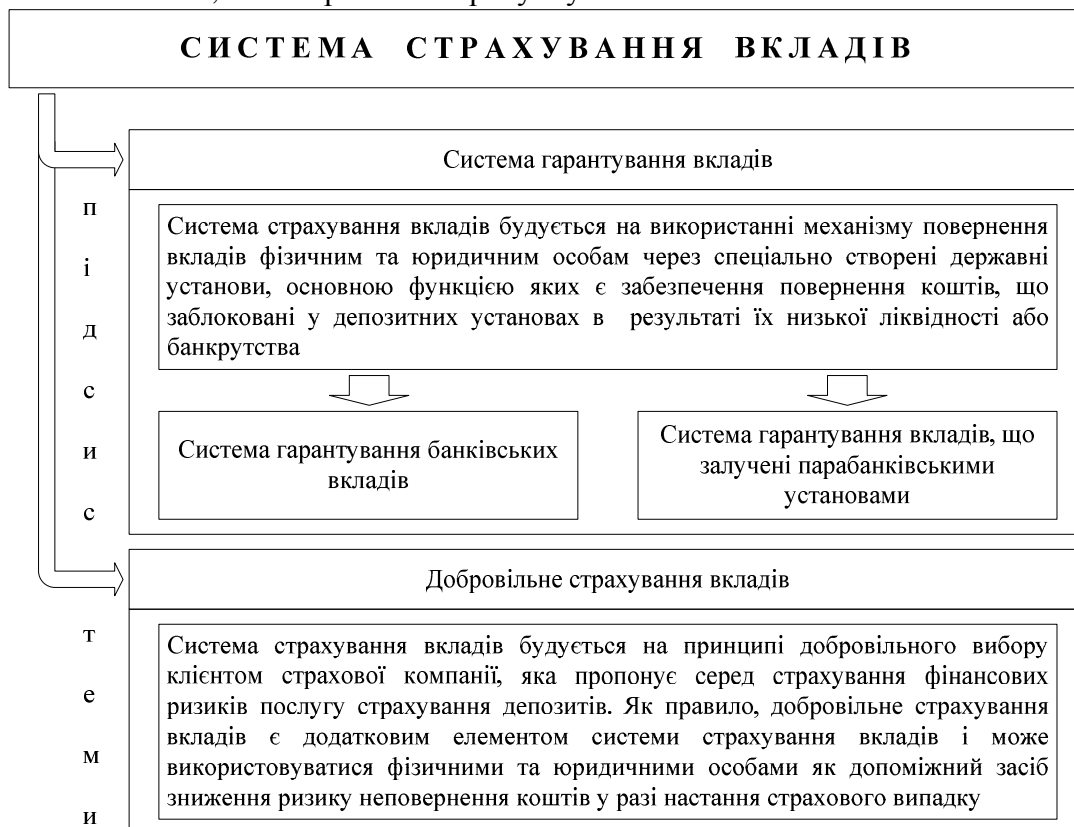 СИСТЕМА СТРАХУВАННЯ ВКЛАДІВ
Система гарантування вкладів
Система страхування вкладів будується на використанні механізму повернення
вкладів фізичним та юридичним особам через спеціально створені державні
установи, основною функцією яких є забезпечення повернення коштів, що
заблоковані у депозитних установах в результаті їх низької ліквідності або
банкрутства
Система гарантування банківських
вкладів
Система гарантування вкладів, що
залучені парабанківськими
установами
Добровільне страхування вкладів
Система страхування вкладів будується на принципі добровільного вибору
клієнтом страхової компанії, яка пропонує серед страхування фінансових
ризиків послугу страхування депозитів. Як правило, добровільне страхування
вкладів є додатковим елементом системи страхування вкладів і може
використовуватися фізичними та юридичними особами як допоміжний засіб
зниження ризику неповернення коштів у разі настання страхового випадку
п
і
д
с
и
с
т
е
м
и